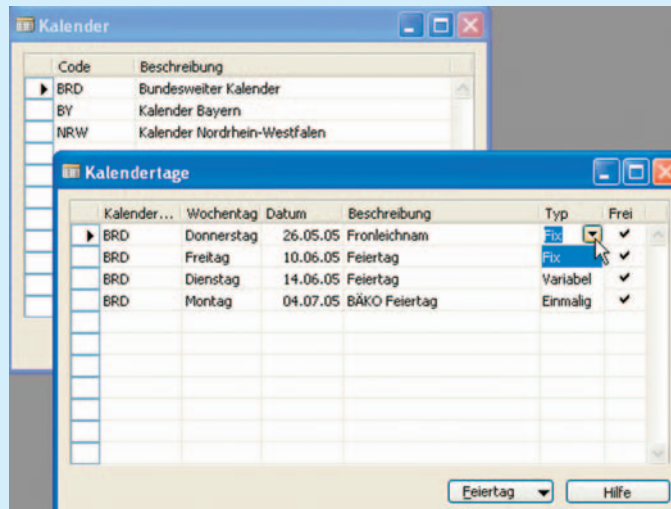 Kalender
Code Beschreibung
BRD Bundesweiter Kalender
BY Kalender Bayern
NRW Kalender Nordrhein-Westfalen
Kalendertage
Kalender... Wochentag Datum Beschreibung Typ Frei
BRD Donnerstag 26.05.05 Fronleichnam Fix ✔
BRD Freitag 10.06.05 Feiertag Fix ✔
BRD Dienstag 14.06.05 Feiertag Variabel ✔
BRD Montag 04.07.05 BÄKO Feiertag Einmalig ✔
Feiertag Hilfe